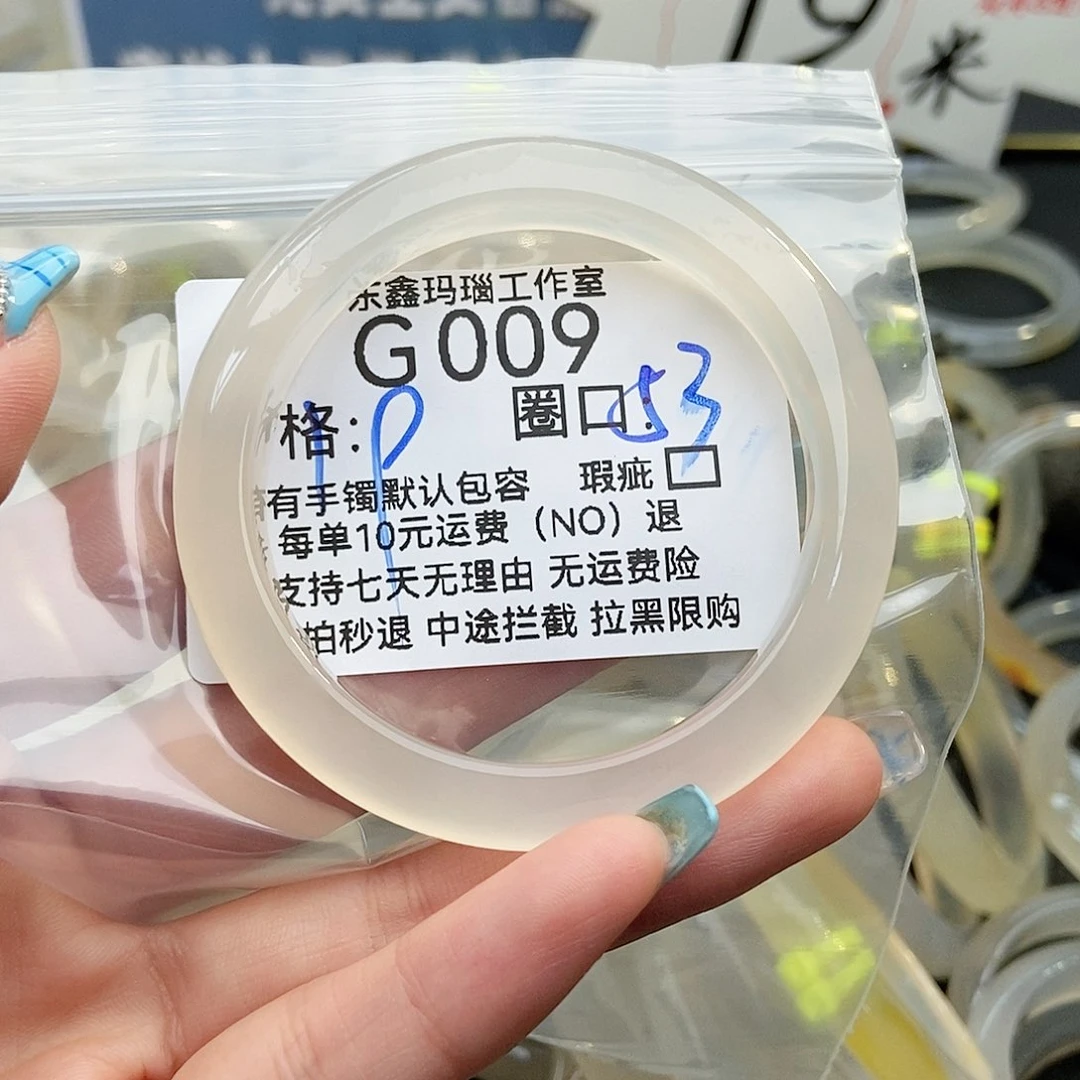 19
米
东鑫玛瑙工作室
G009
格: 圈口: 53
有手镯默认包容 瑕疵□
每单10元运费（NO）退
支持七天无理由 无运费险
拍秒退 中途拦截 拉黑限购